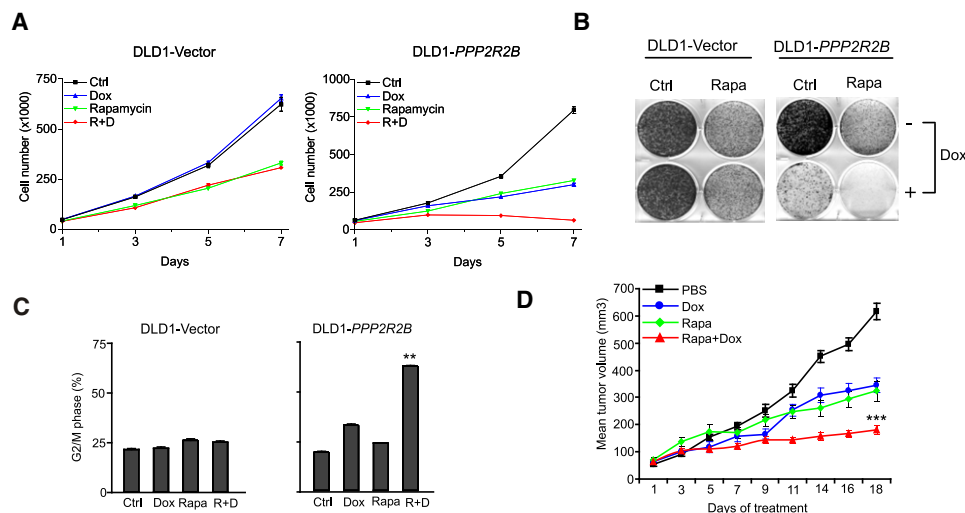 A
DLD1-Vector
Cell number (x1000)
750
500
250
0
Ctrl
Dox
Rapamycin
R+D
1 3 5 7
Days
DLD1-PPP2R2B
Cell number (x1000)
1000
750
500
250
0
Ctrl
Dox
Rapamycin
R+D
1 3 5 7
Days
B
DLD1-Vector DLD1-PPP2R2B
Ctrl Rapa Ctrl Rapa
-
Dox
+
C
DLD1-Vector DLD1-PPP2R2B
G2/M phase (%)
75
50
25
0
Ctrl Dox Rapa R+D
**
Ctrl Dox Rapa R+D
D
PBS
Dox
Rapa
Rapa+Dox
Mean tumor volume (mm3)
700
600
500
400
300
200
100
0
***
1 3 5 7 9 11 14 16 18
Days of treatment